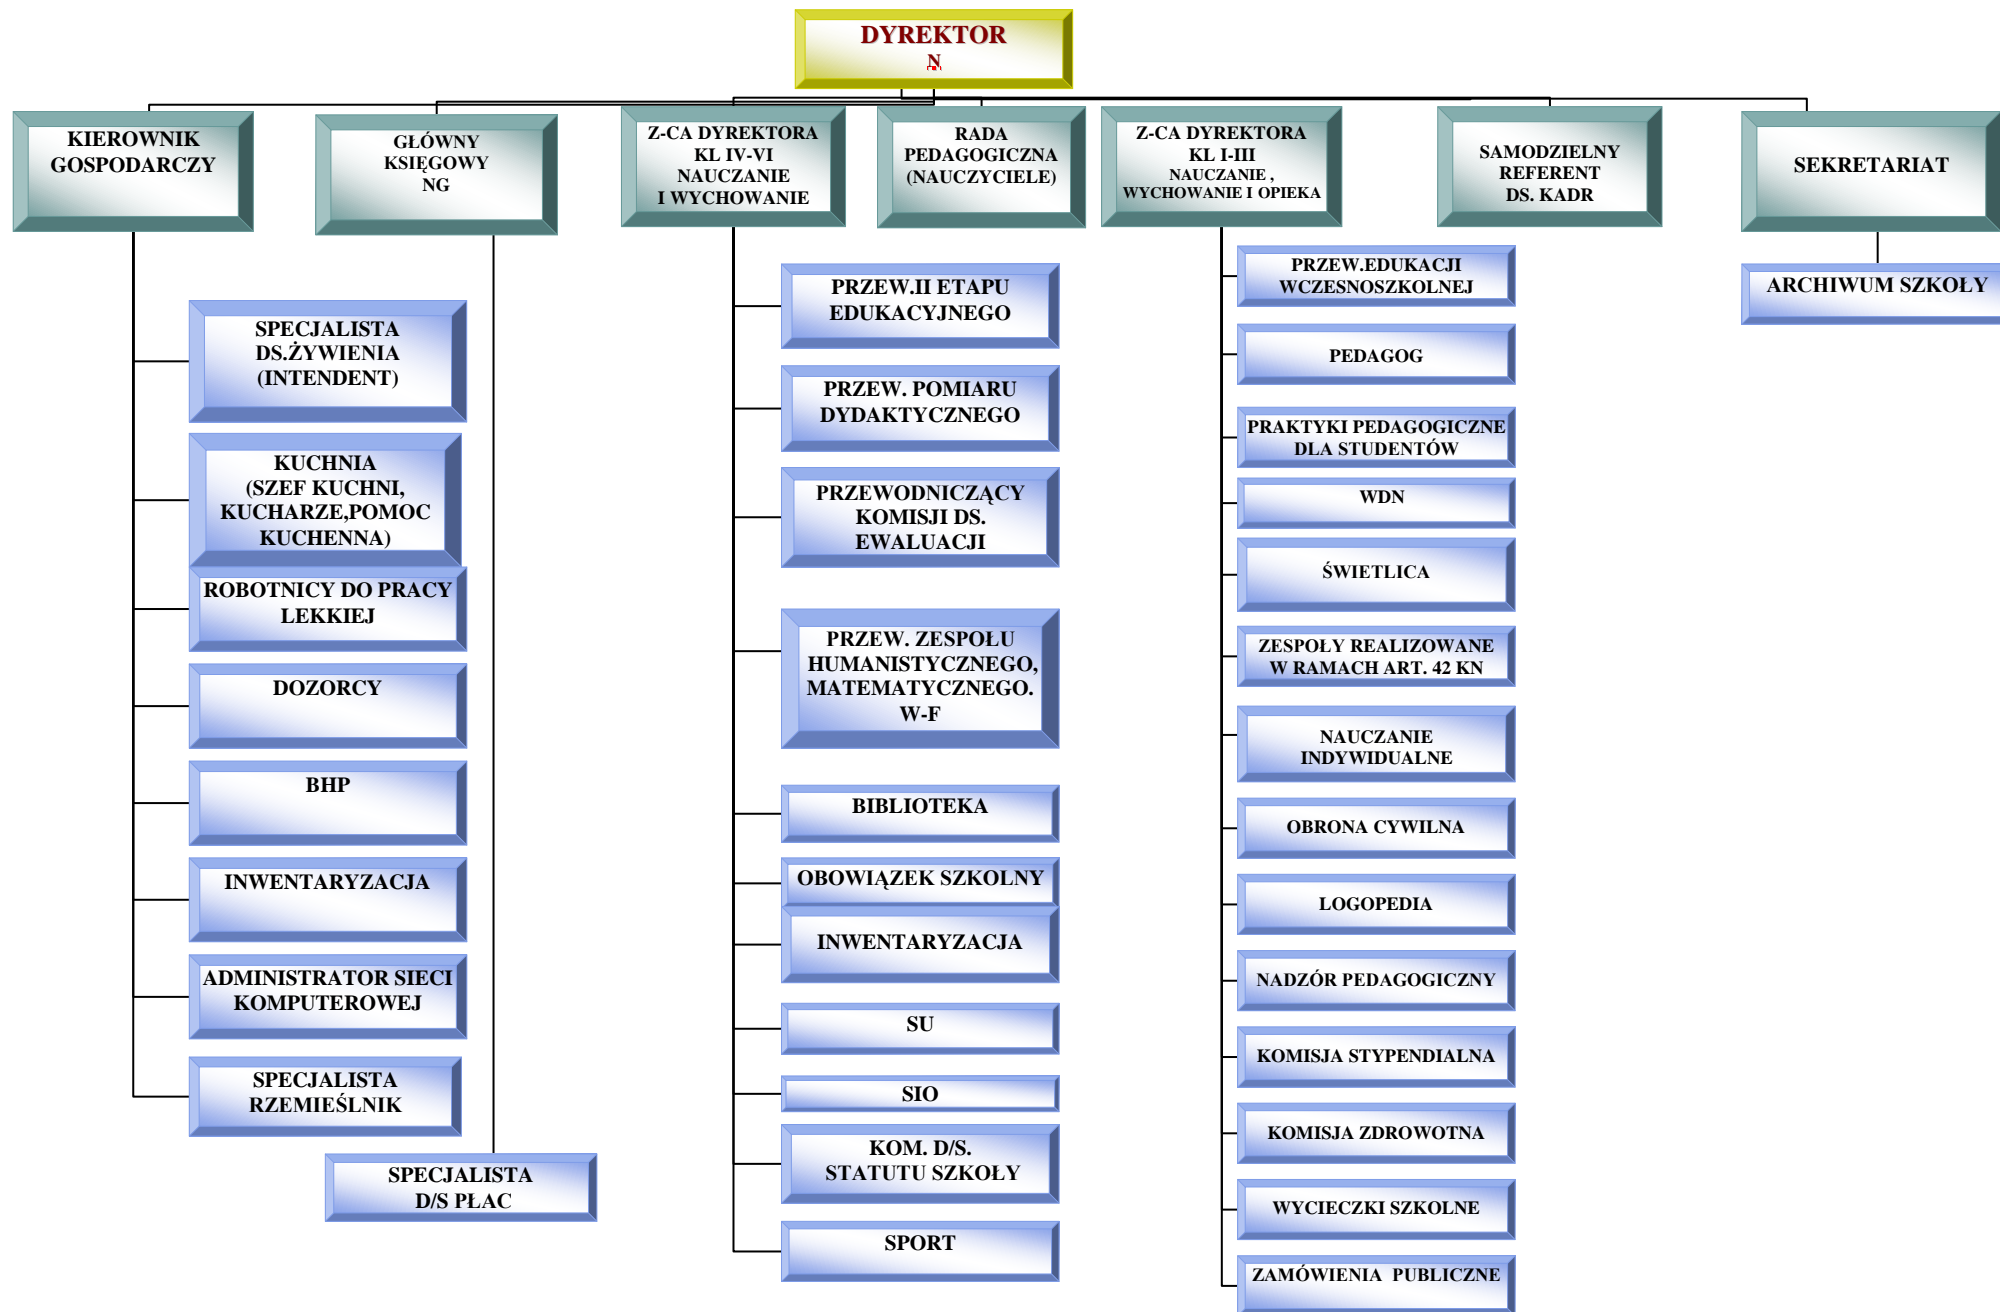 DYREKTOR
N
KIEROWNIK
GOSPODARCZY
GŁÓWNY
KSIĘGOWY
NG
Z-CA DYREKTORA
KL IV-VI
NAUCZANIE
I WYCHOWANIE
RADA
PEDAGOGICZNA
(NAUCZYCIELE)
Z-CA DYREKTORA
KL I-III
NAUCZANIE ,
WYCHOWANIE I OPIEKA
SAMODZIELNY
REFERENT
DS. KADR
SEKRETARIAT
SPECJALISTA
DS.ŻYWIENIA
(INTENDENT)
KUCHNIA
(SZEF KUCHNI,
KUCHARZE,POMOC
KUCHENNA)
ROBOTNICY DO PRACY
LEKKIEJ
DOZORCY
BHP
INWENTARYZACJA
ADMINISTRATOR SIECI
KOMPUTEROWEJ
SPECJALISTA
RZEMIEŚLNIK
SPECJALISTA
D/S PŁAC
PRZEW.II ETAPU
EDUKACYJNEGO
PRZEW. POMIARU
DYDAKTYCZNEGO
PRZEWODNICZĄCY
KOMISJI DS.
EWALUACJI
PRZEW. ZESPOŁU
HUMANISTYCZNEGO,
MATEMATYCZNEGO.
W-F
BIBLIOTEKA
OBOWIĄZEK SZKOLNY
INWENTARYZACJA
SU
SIO
KOM. D/S.
STATUTU SZKOŁY
SPORT
PRZEW.EDUKACJI
WCZESNOSZKOLNEJ
PEDAGOG
PRAKTYKI PEDAGOGICZNE
DLA STUDENTÓW
WDN
ŚWIETLICA
ZESPOŁY REALIZOWANE
W RAMACH ART. 42 KN
NAUCZANIE
INDYWIDUALNE
OBRONA CYWILNA
LOGOPEDIA
NADZÓR PEDAGOGICZNY
KOMISJA STYPENDIALNA
KOMISJA ZDROWOTNA
WYCIECZKI SZKOLNE
ZAMÓWIENIA PUBLICZNE
ARCHIWUM SZKOŁY